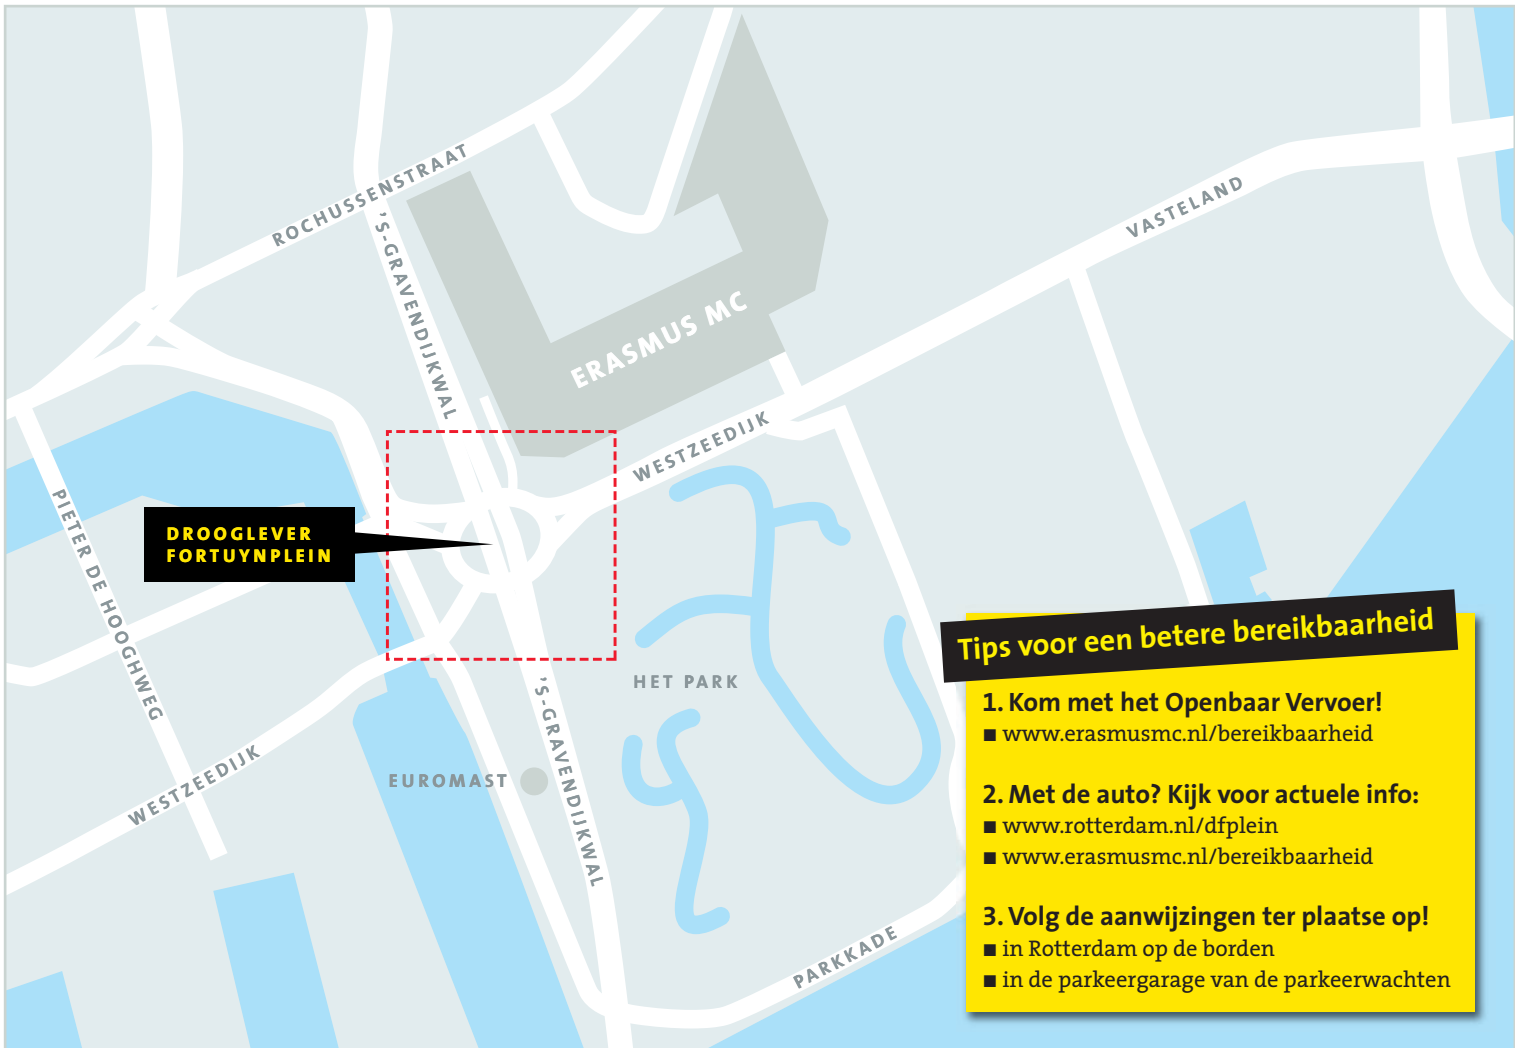 ROCHUSSENSTRAAT
'S-GRAVENDIJKWAL
VASTELAND
ERASMUS MC
WESTZEEDIJK
PIETER DE HOOGHWEG
DROOGLEVER
FORTUYNPLEIN
HET PARK
'S-GRAVENDIJKWAL
EUROMAST
WESTZEEDIJK
PARKKADE
Tips voor een betere bereikbaarheid
1. Kom met het Openbaar Vervoer!
■ www.erasmusmc.nl/bereikbaarheid
2. Met de auto? Kijk voor actuele info:
■ www.rotterdam.nl/dfplein
■ www.erasmusmc.nl/bereikbaarheid
3. Volg de aanwijzingen ter plaatse op!
■ in Rotterdam op de borden
■ in de parkeergarage van de parkeerwachten